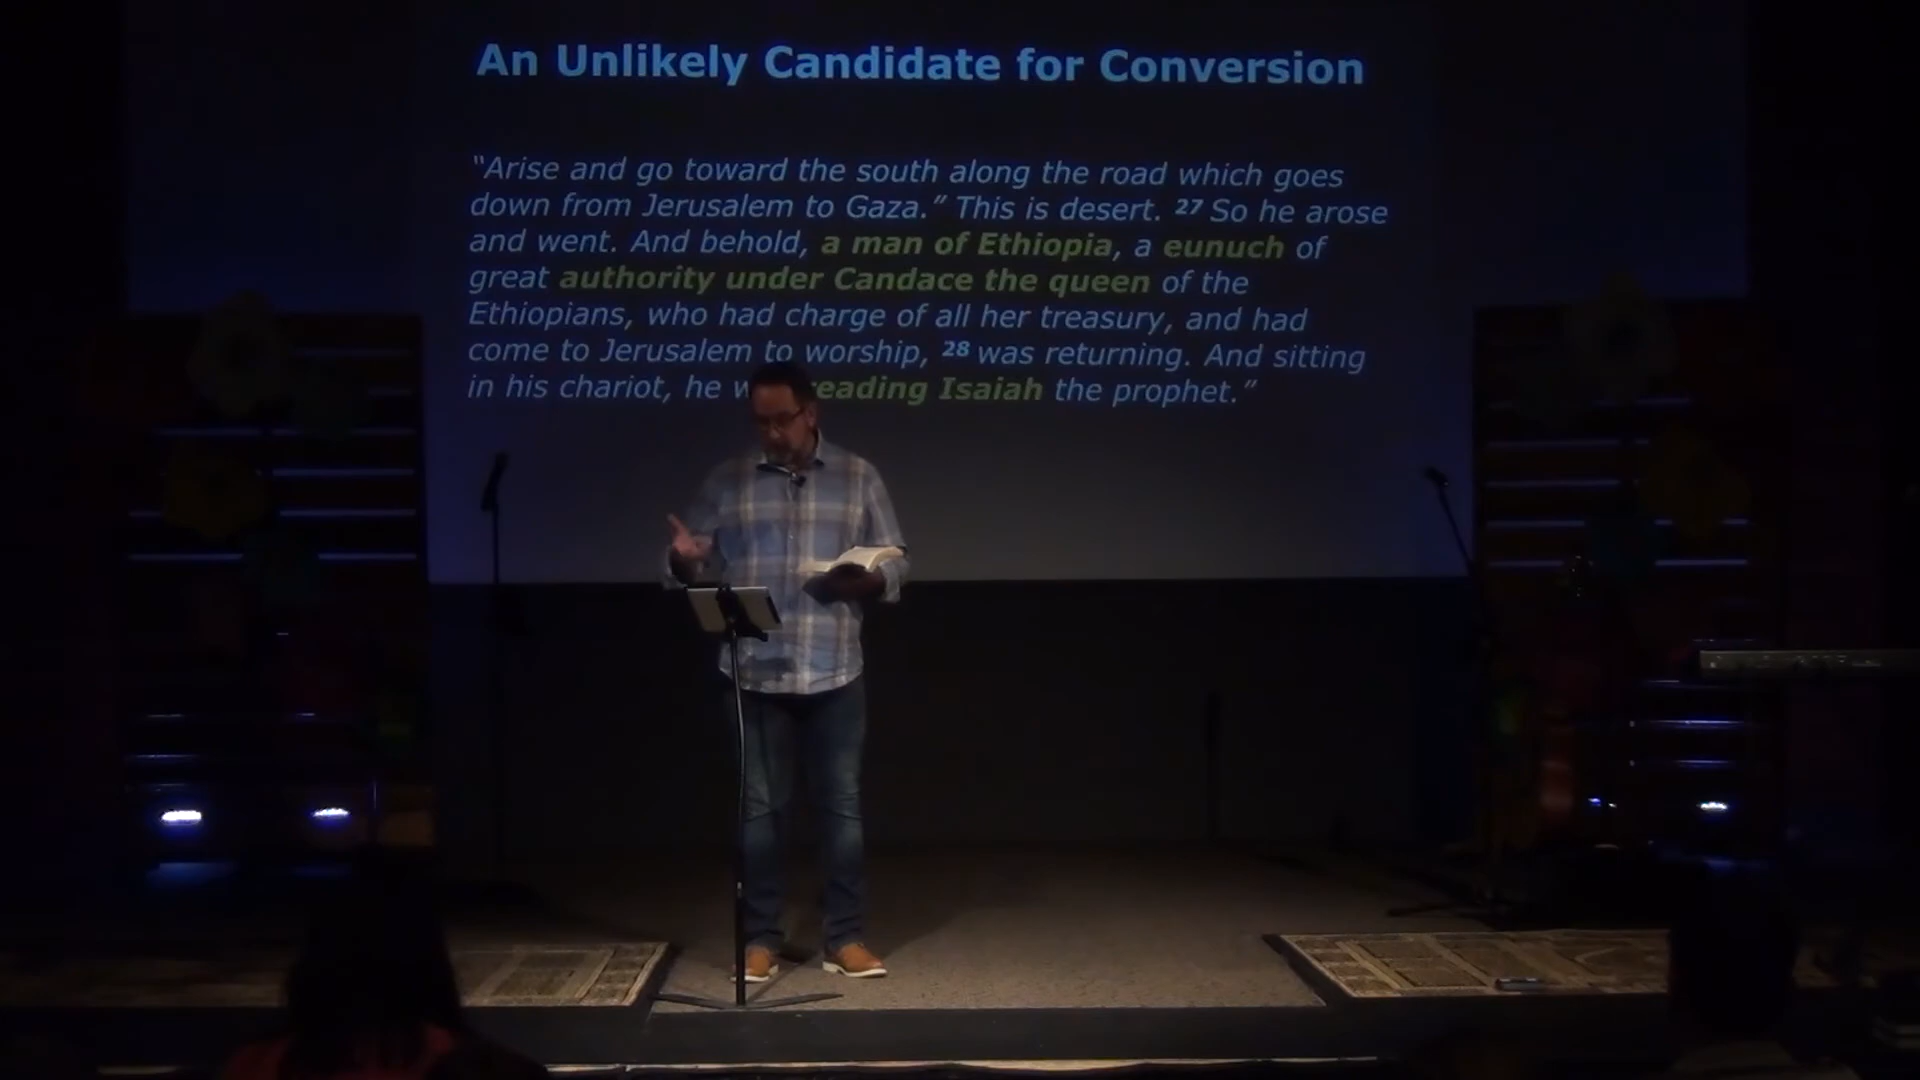 An Unlikely Candidate for Conversion
“Arise and go toward the south along the road which goes
down from Jerusalem to Gaza.” This is desert. 27 So he arose
and went. And behold, a man of Ethiopia, a eunuch of
great authority under Candace the queen of the
Ethiopians, who had charge of all her treasury, and had
come to Jerusalem to worship, 28 was returning. And sitting
in his chariot, he reading Isaiah the prophet.”